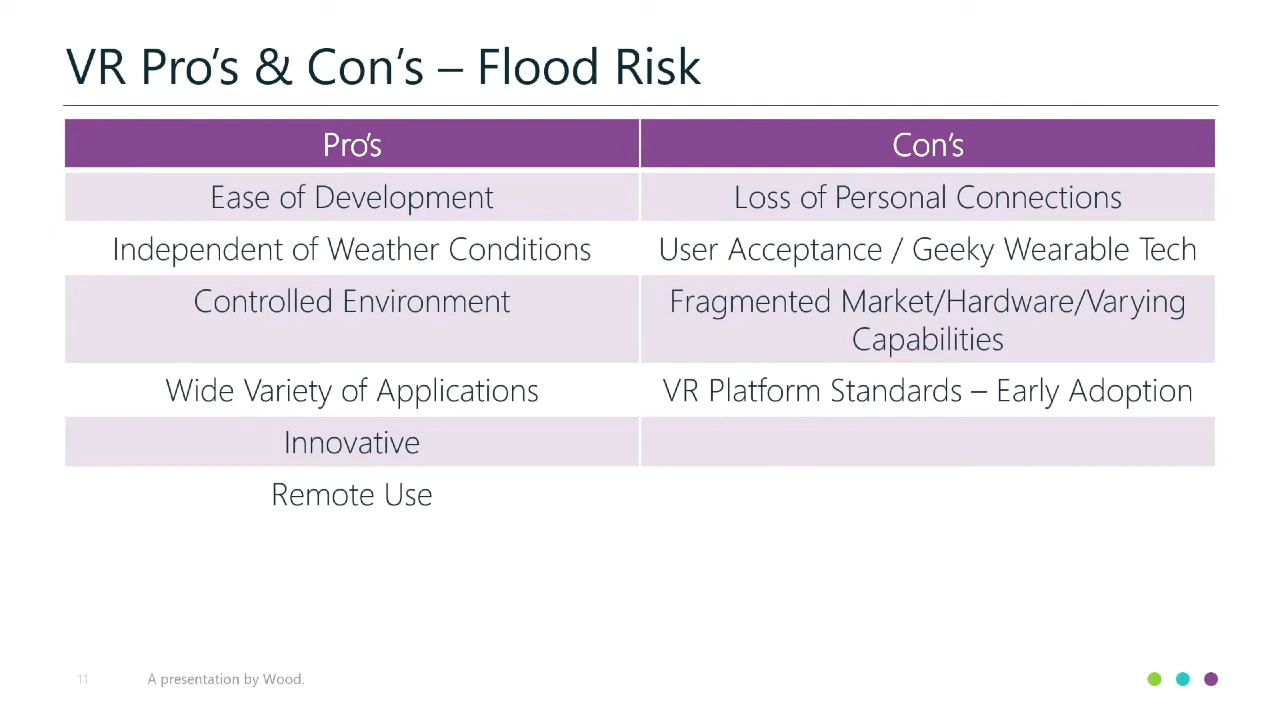 VR Pro's & Con's – Flood Risk
Pro's
Con's
Ease of Development
Loss of Personal Connections
Independent of Weather Conditions
User Acceptance / Geeky Wearable Tech
Controlled Environment
Fragmented Market/Hardware/Varying
Capabilities
Wide Variety of Applications
VR Platform Standards – Early Adoption
Innovative
Remote Use
11
A presentation by Wood.